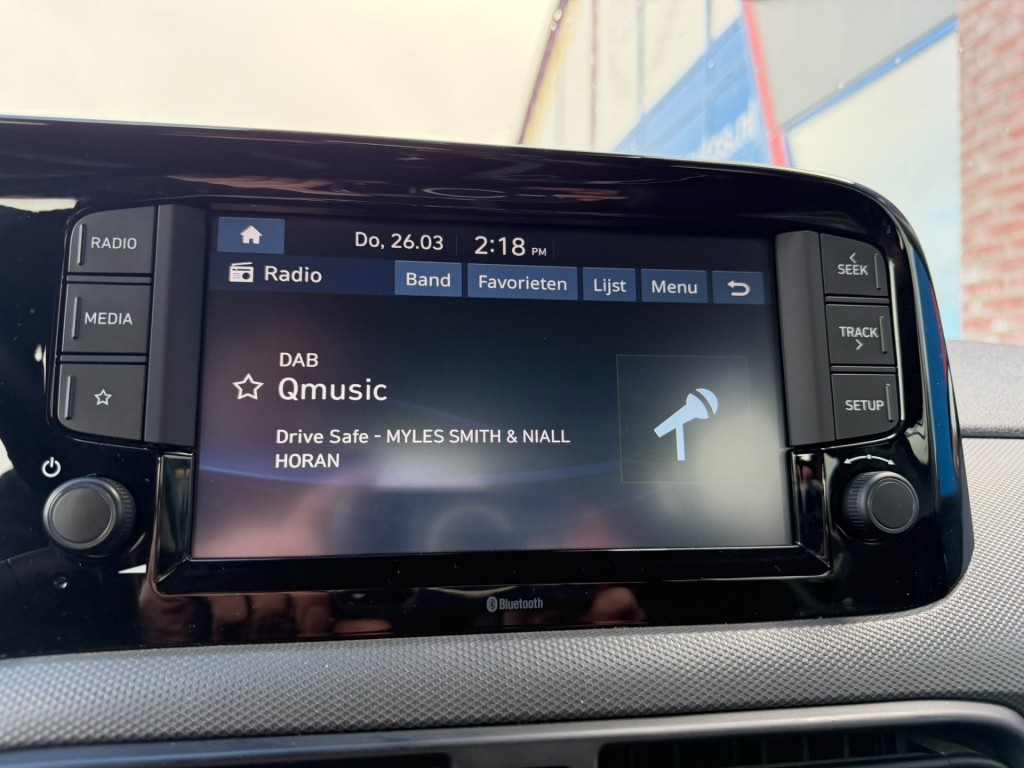 RADIO
MEDIA
Do, 26.03 2:18 PM
Radio Band Favorieten Lijst Menu
DAB
Qmusic
Drive Safe - MYLES SMITH & NIALL
HORAN
SEEK
TRACK
SETUP
Bluetooth